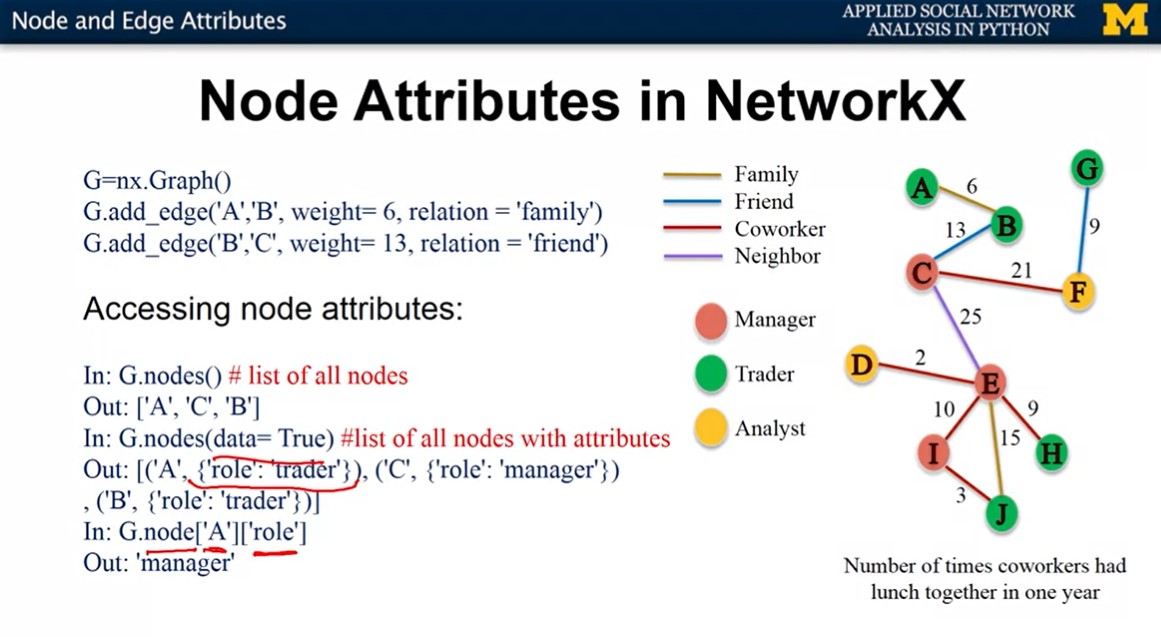 Node and Edge Attributes
APPLIED SOCIAL NETWORK
ANALYSIS IN PYTHON
M
Node Attributes in NetworkX
G=nx.Graph()
G.add_edge('A','B', weight= 6, relation = 'family')
G.add_edge('B','C', weight= 13, relation = 'friend')
Accessing node attributes:
In: G.nodes() # list of all nodes
Out: ['A', 'C', 'B']
In: G.nodes(data= True) #list of all nodes with attributes
Out: [('A', {'role': 'trader'}), ('C', {'role': 'manager'})
, ('B', {'role': 'trader'})]
In: G.node['A']['role']
Out: 'manager'
Family
Friend
Coworker
Neighbor
Manager
Trader
Analyst
G
A
6
B
9
13
C
21
F
25
D
2
E
10
9
15
I
H
3
J
Number of times coworkers had
lunch together in one year